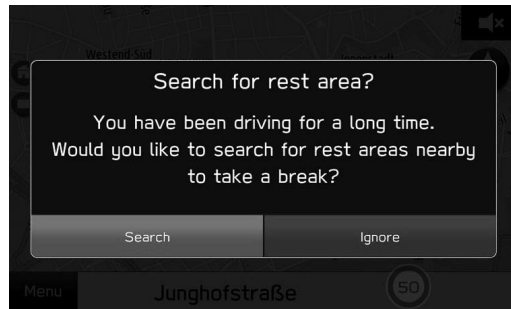 Westend-Süd
Innenstadt
Search for rest area?
You have been driving for a long time.
Would you like to search for rest areas nearby
to take a break?
Search
Ignore
Menu
Junghofstraße
50